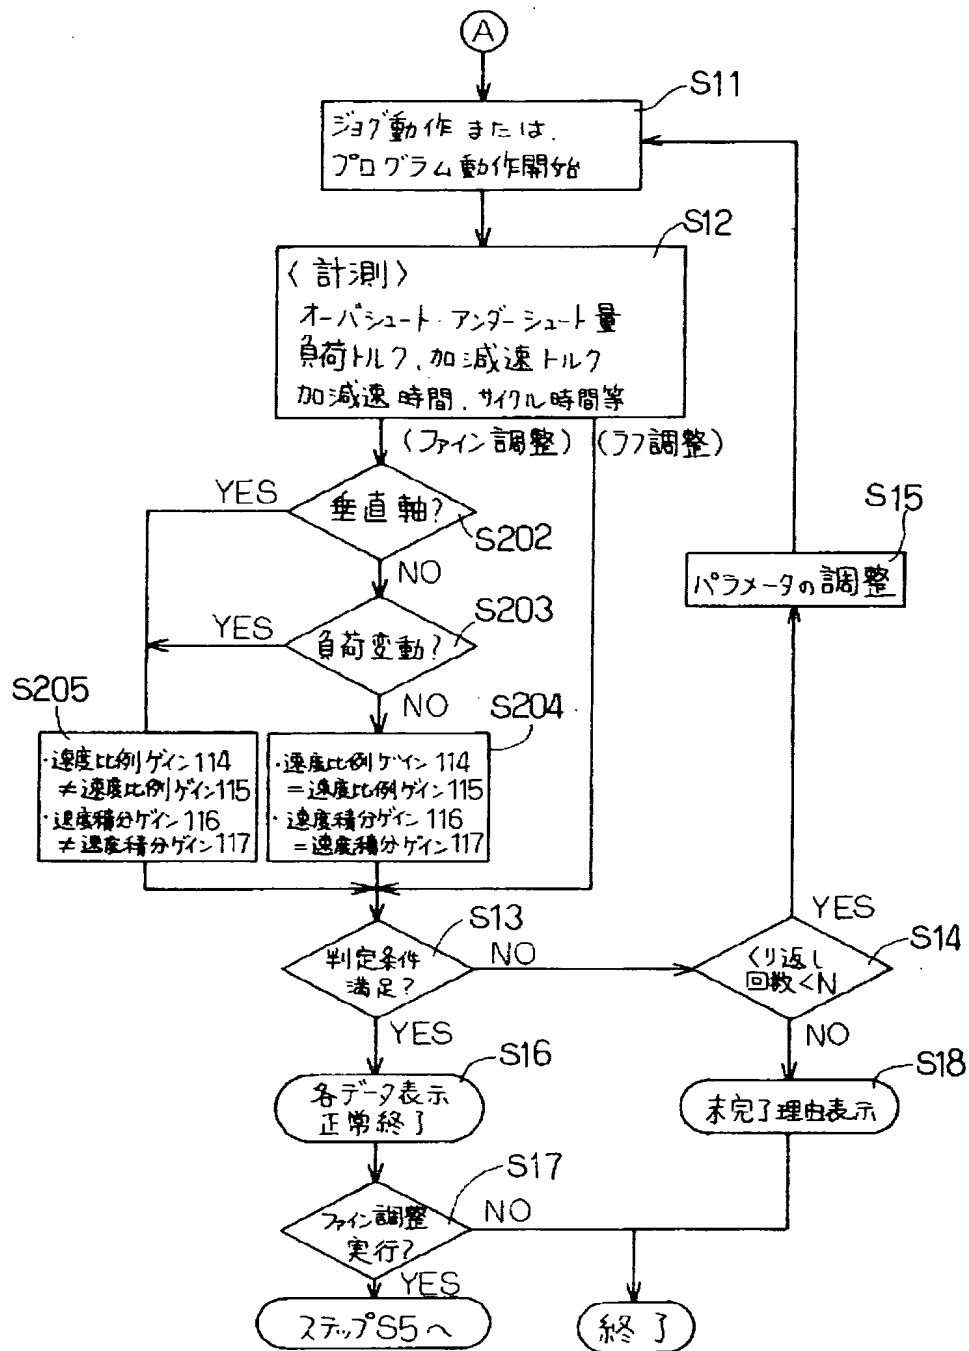 A
S11
ジョグ動作 または、
プログラム動作開始
S12
〈計測〉
オーバシュート・アンダーシュート量
負荷トルク、加減速トルク
加減速時間、サイクル時間等
(ファイン調整) (ラフ調整)
YES
垂直軸?
S202
NO
S15
パラメータの調整
YES
負荷変動?
S203
NO
S205
S204
・速度比例ゲイン114
≠速度比例ゲイン115
・速度積分ゲイン116
≠速度積分ゲイン117
・速度比例ゲイン114
=速度比例ゲイン115
・速度積分ゲイン116
=速度積分ゲイン117
S13
判定条件
満足?
NO
YES
YES
S14
くり返し
回数<N
NO
S16
各データ表示
正常終了
S18
未完了理由表示
S17
ファイン調整
実行?
NO
YES
ステップS5へ
終了